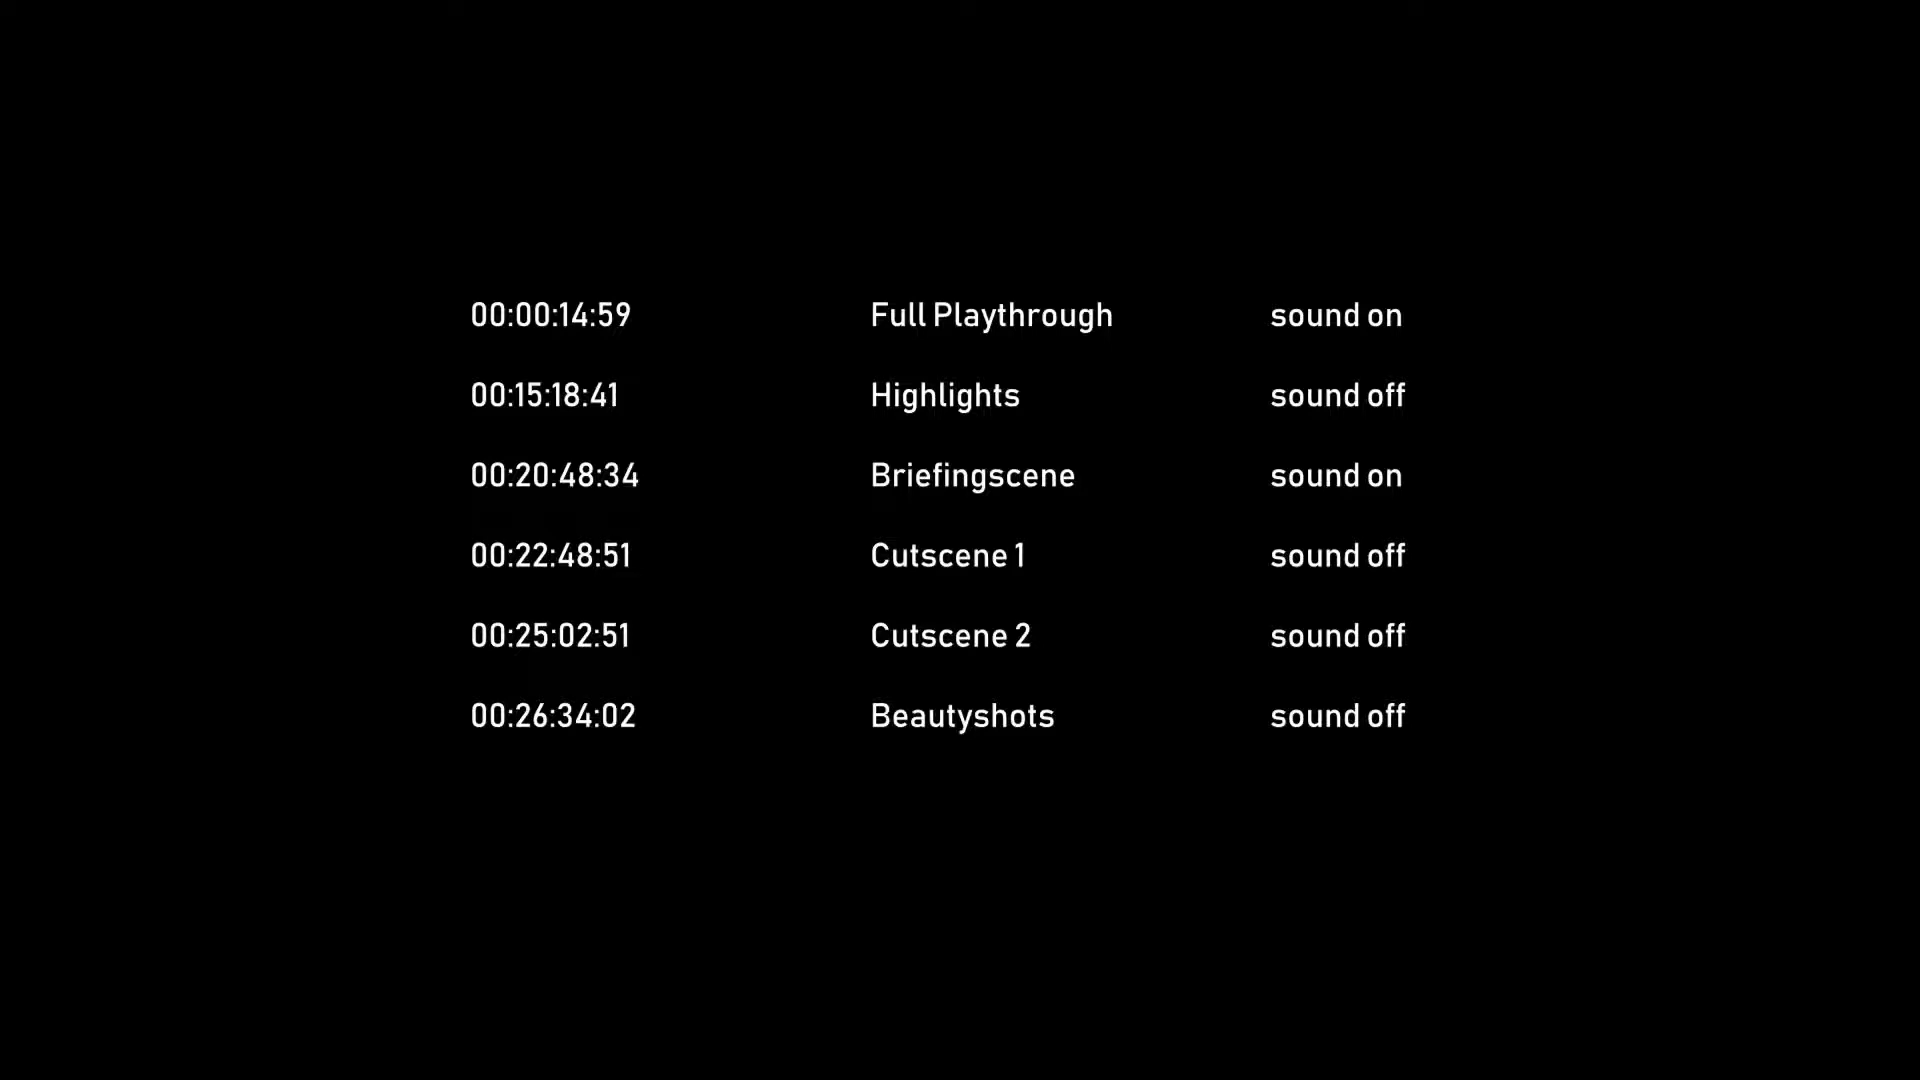 00:00:14:59 Full Playthrough sound on
00:15:18:41 Highlights sound off
00:20:48:34 Briefingscene sound on
00:22:48:51 Cutscene 1 sound off
00:25:02:51 Cutscene 2 sound off
00:26:34:02 Beautyshots sound off